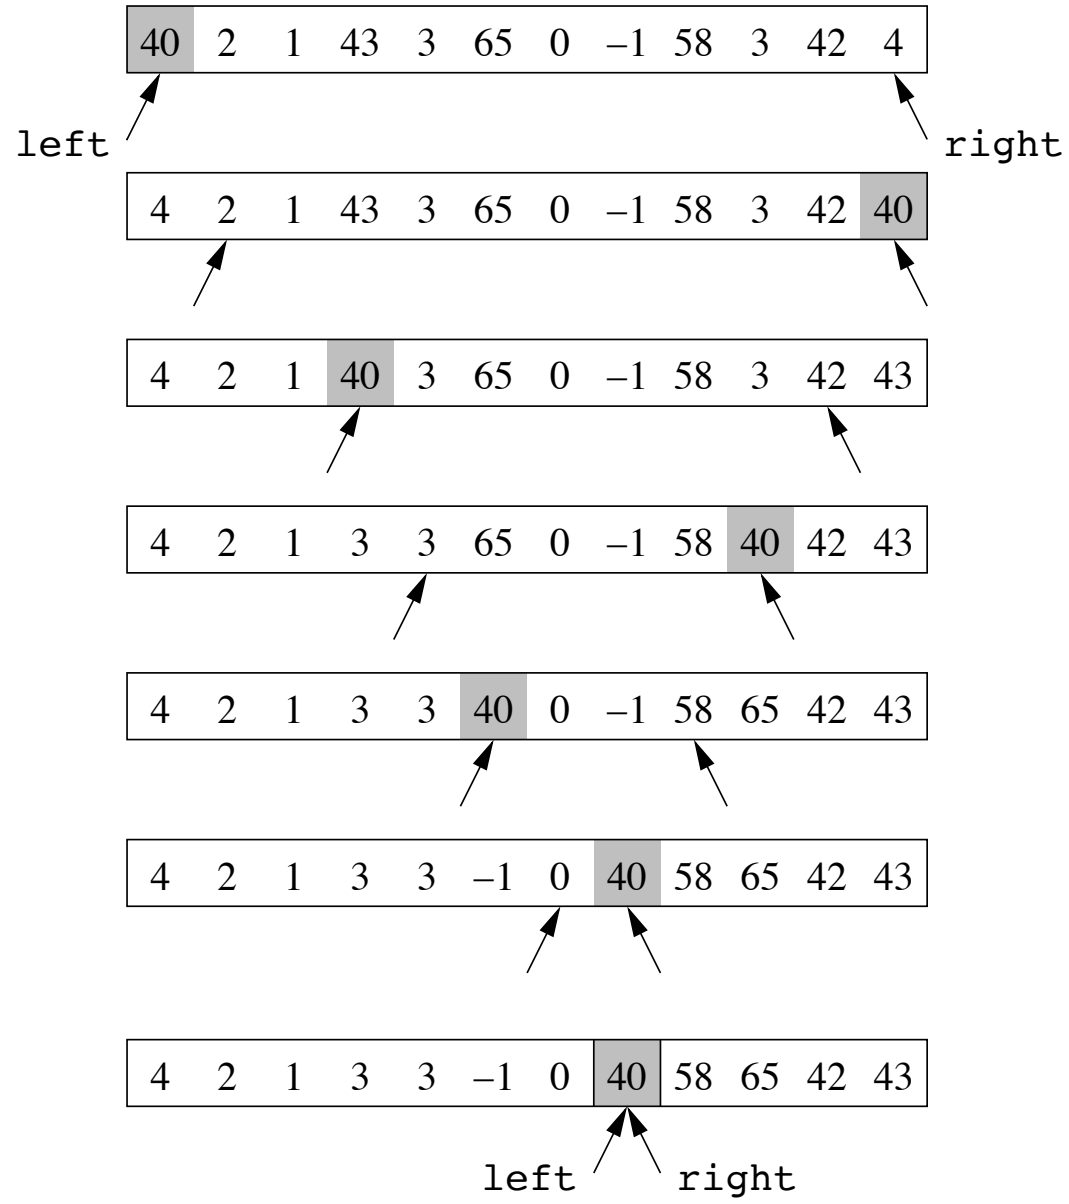 40 2 1 43 3 65 0 –1 58 3 42 4
left right
4 2 1 43 3 65 0 –1 58 3 42 40
4 2 1 40 3 65 0 –1 58 3 42 43
4 2 1 3 3 65 0 –1 58 40 42 43
4 2 1 3 3 40 0 –1 58 65 42 43
4 2 1 3 3 –1 0 40 58 65 42 43
4 2 1 3 3 –1 0 40 58 65 42 43
left right